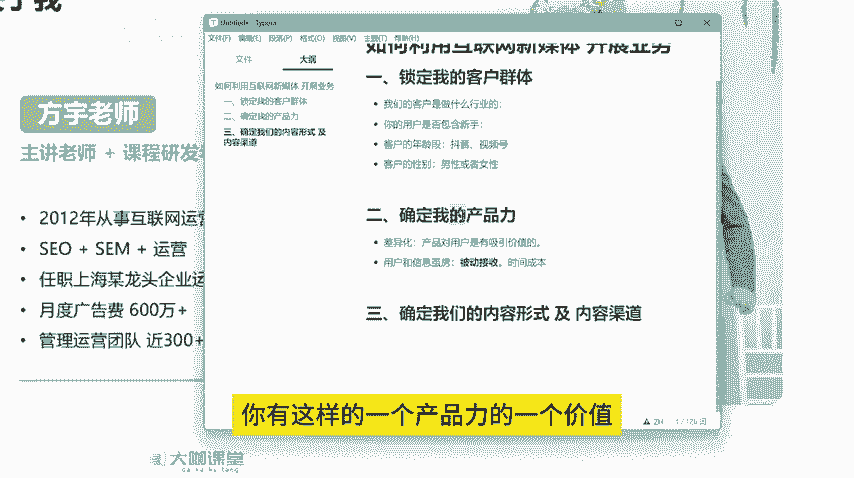 方宇老师
主讲老师 + 课程研发
2012年从事互联网运营
SEO + SEM + 运营
任职上海某龙头企业运
月度广告费 600万+
管理运营团队 近300+
文件(F) 编辑(E) 段落(P) 格式(O) 视图(V) 主题(T) 帮助(H)
文件 大纲
如何利用互联网新媒体 开展业务
一、锁定我的客户群体
二、确定我的产品力
三、确定我们的内容形式 及
内容渠道
如何利用互联网新媒体 开展业务
一、锁定我的客户群体
我们的客户是做什么行业的:
你的用户是否包含新手:
客户的年龄段: 抖音、视频号
客户的性别: 男性或者女性
二、确定我的产品力
差异化: 产品对用户是有吸引价值的。
用户和信息茧房: 被动接收。时间成本
三、确定我们的内容形式 及 内容渠道
你有这样的一个产品力的一个价值
大咖课堂